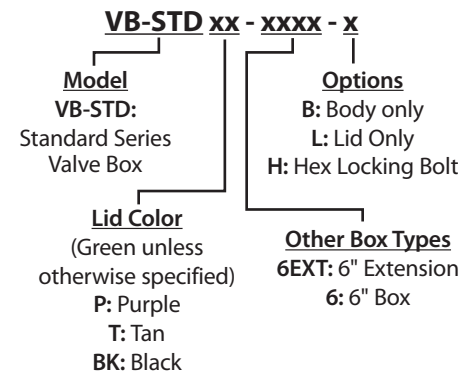 VB-STD xx - xxxx - x
Model
VB-STD:
Standard Series
Valve Box
Options
B: Body only
L: Lid Only
H: Hex Locking Bolt
Lid Color
(Green unless
otherwise specified)
P: Purple
T: Tan
BK: Black
Other Box Types
6EXT: 6" Extension
6: 6" Box